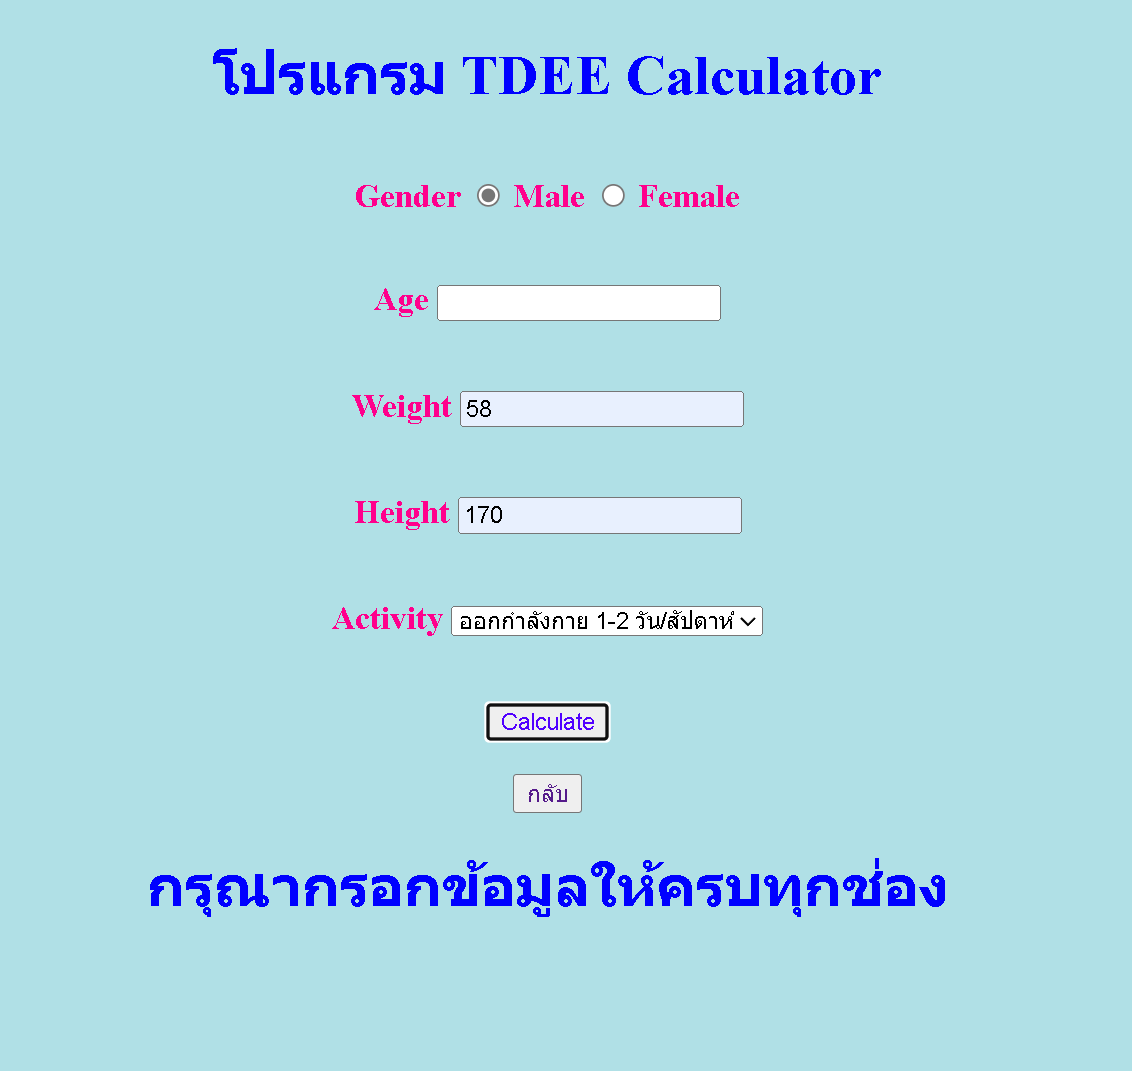 โปรแกรม TDEE Calculator
Gender Male Female
Age
Weight 58
Height 170
Activity ออกกำลังกาย 1-2 วัน/สัปดาห์
Calculate
กลับ
กรุณากรอกข้อมูลให้ครบทุกช่อง